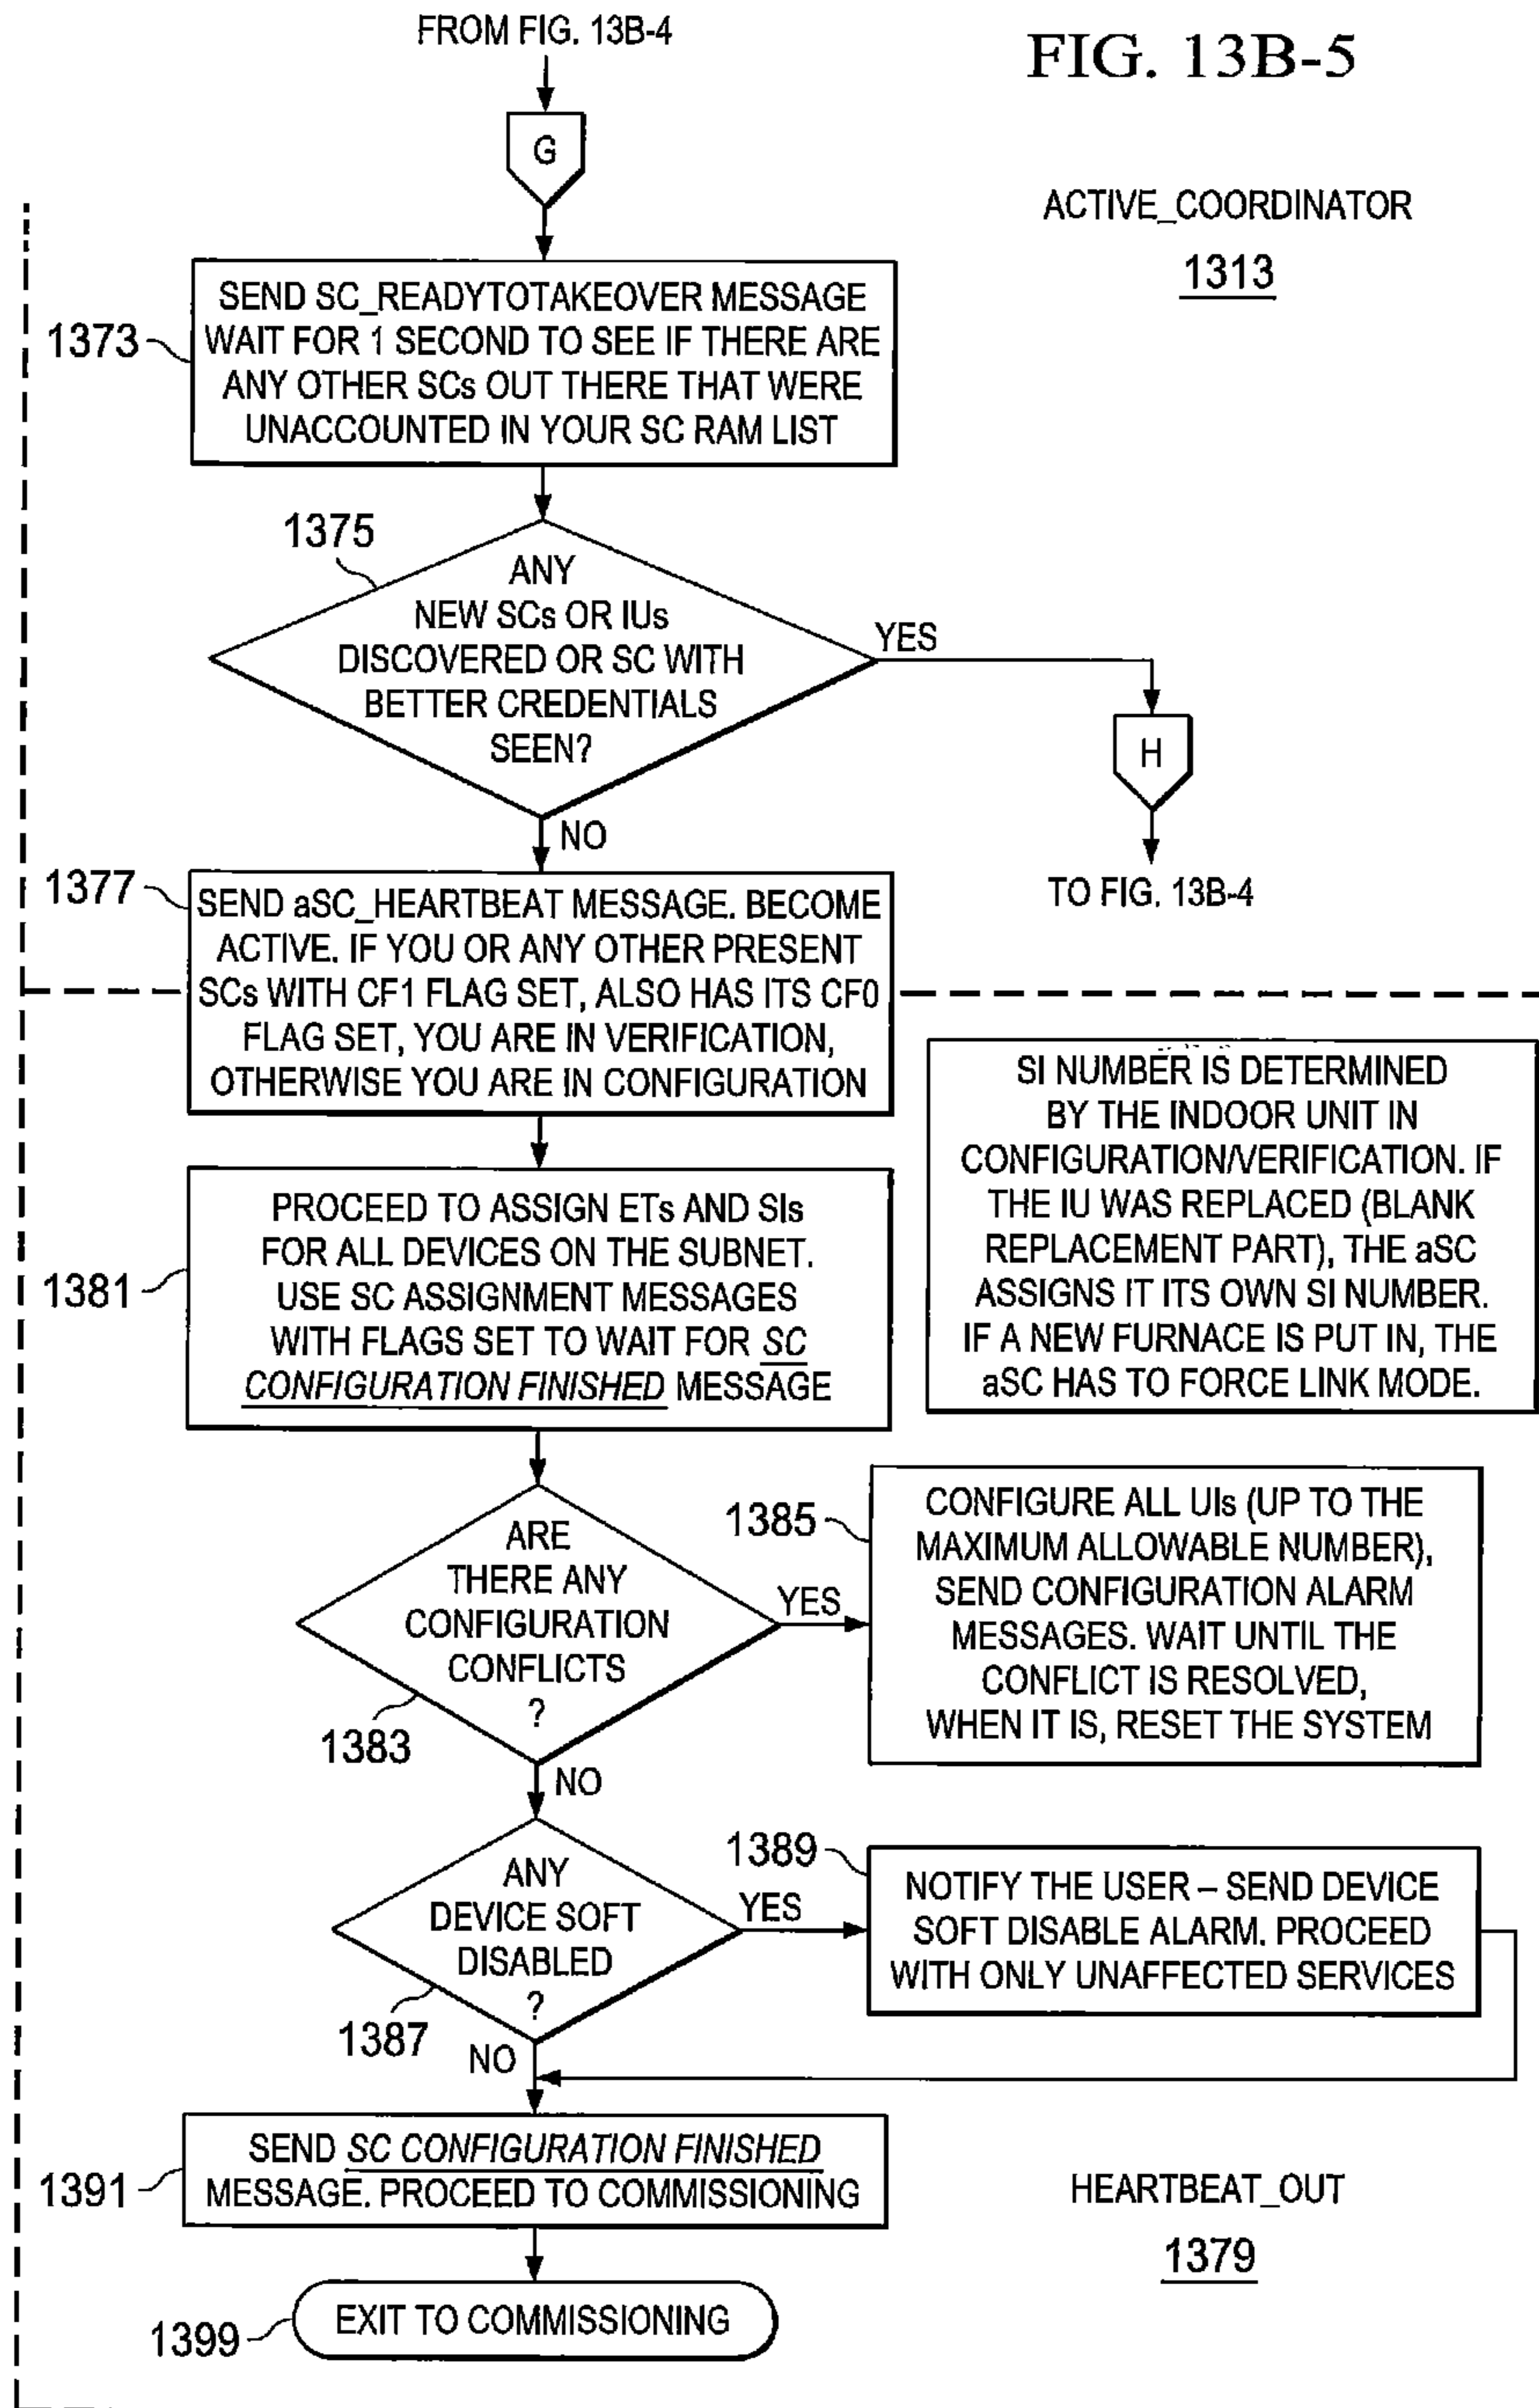 FROM FIG. 13B-4
FIG. 13B-5
G
ACTIVE_COORDINATOR
1313
1373
SEND SC_READYTOTAKEOVER MESSAGE
WAIT FOR 1 SECOND TO SEE IF THERE ARE
ANY OTHER SCs OUT THERE THAT WERE
UNACCOUNTED IN YOUR SC RAM LIST
1375
ANY
NEW SCs OR IUs
DISCOVERED OR SC WITH
BETTER CREDENTIALS
SEEN?
YES
H
TO FIG. 13B-4
NO
1377
SEND aSC_HEARTBEAT MESSAGE. BECOME
ACTIVE. IF YOU OR ANY OTHER PRESENT
SCs WITH CF1 FLAG SET, ALSO HAS ITS CF0
FLAG SET, YOU ARE IN VERIFICATION,
OTHERWISE YOU ARE IN CONFIGURATION
SI NUMBER IS DETERMINED
BY THE INDOOR UNIT IN
CONFIGURATION/VERIFICATION. IF
THE IU WAS REPLACED (BLANK
REPLACEMENT PART), THE aSC
ASSIGNS IT ITS OWN SI NUMBER.
IF A NEW FURNACE IS PUT IN, THE
aSC HAS TO FORCE LINK MODE.
1381
PROCEED TO ASSIGN ETs AND SIs
FOR ALL DEVICES ON THE SUBNET.
USE SC ASSIGNMENT MESSAGES
WITH FLAGS SET TO WAIT FOR SC
CONFIGURATION FINISHED MESSAGE
1383
ARE
THERE ANY
CONFIGURATION
CONFLICTS
?
YES
1385
CONFIGURE ALL UIs (UP TO THE
MAXIMUM ALLOWABLE NUMBER),
SEND CONFIGURATION ALARM
MESSAGES. WAIT UNTIL THE
CONFLICT IS RESOLVED,
WHEN IT IS, RESET THE SYSTEM
NO
1387
ANY
DEVICE SOFT
DISABLED
?
YES
1389
NOTIFY THE USER – SEND DEVICE
SOFT DISABLE ALARM. PROCEED
WITH ONLY UNAFFECTED SERVICES
NO
1391
SEND SC CONFIGURATION FINISHED
MESSAGE. PROCEED TO COMMISSIONING
HEARTBEAT_OUT
1379
1399
EXIT TO COMMISSIONING